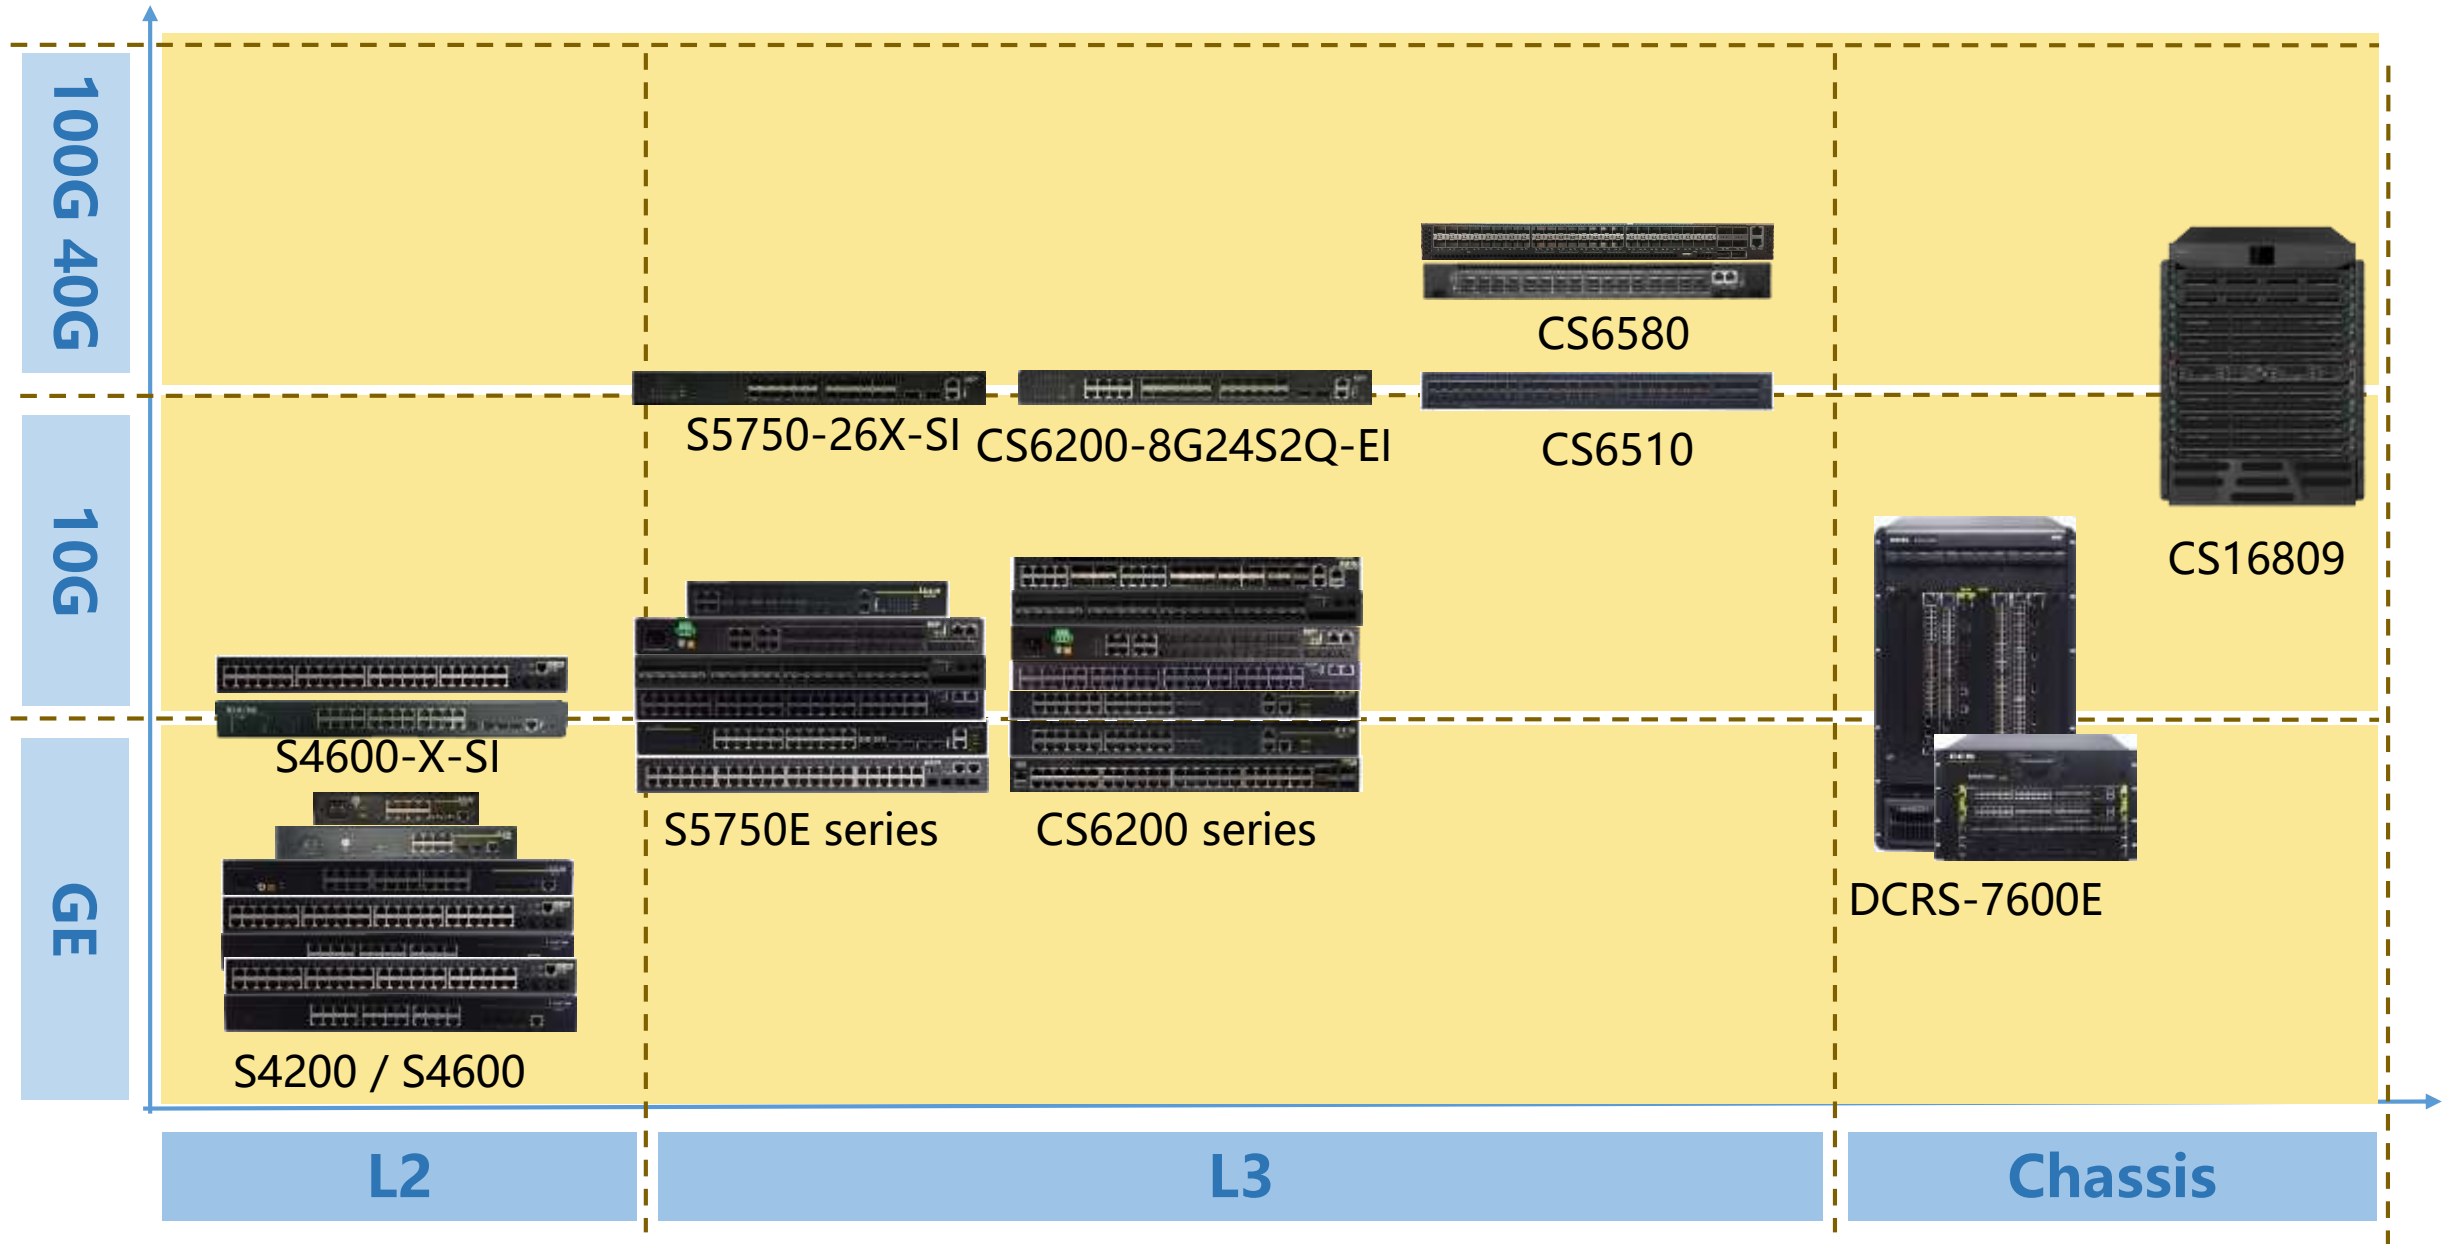 100G 40G
10G
GE
CS6580
S5750-26X-SI
CS6200-8G24S2Q-EI
CS6510
CS16809
S4600-X-SI
S5750E series
CS6200 series
DCRS-7600E
S4200 / S4600
L2
L3
Chassis